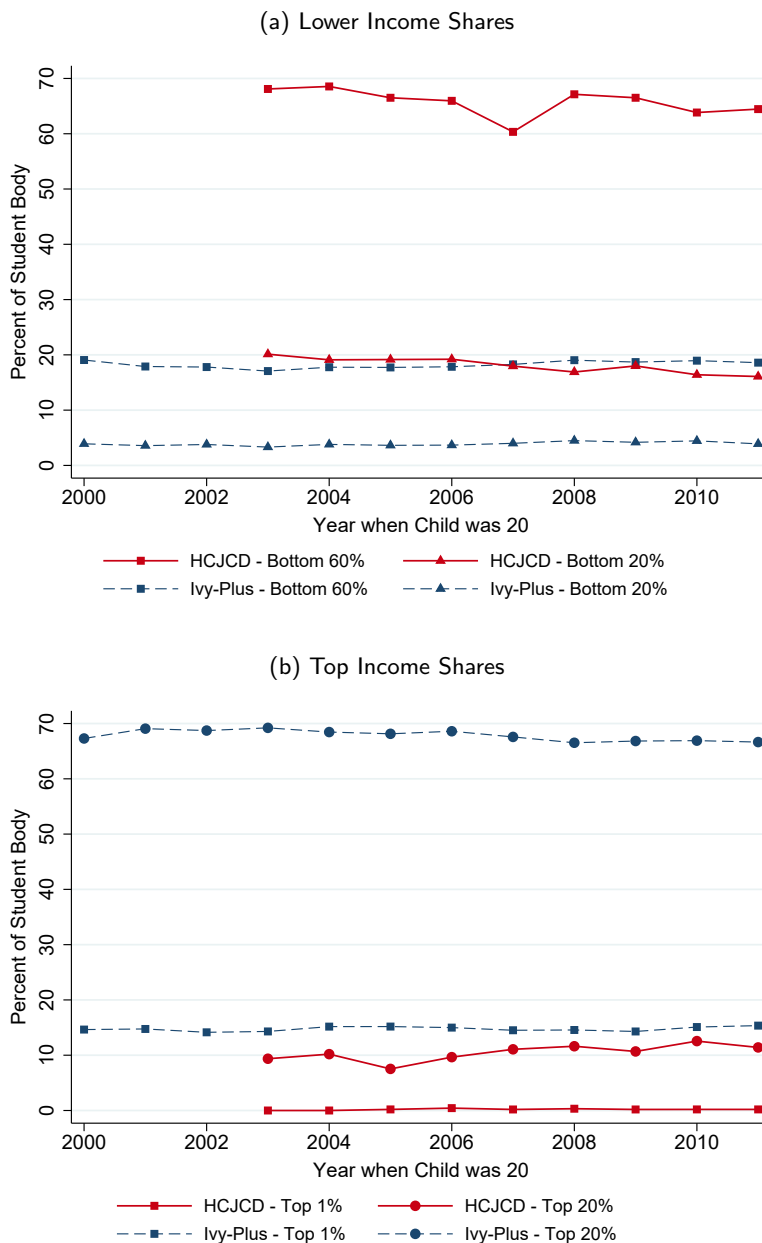 (a) Lower Income Shares
70
60
50
40
30
20
10
0
Percent of Student Body
2000 2002 2004 2006 2008 2010
Year when Child was 20
HCJCD - Bottom 60% HCJCD - Bottom 20%
Ivy-Plus - Bottom 60% Ivy-Plus - Bottom 20%
(b) Top Income Shares
70
60
50
40
30
20
10
0
Percent of Student Body
2000 2002 2004 2006 2008 2010
Year when Child was 20
HCJCD - Top 1% HCJCD - Top 20%
Ivy-Plus - Top 1% Ivy-Plus - Top 20%